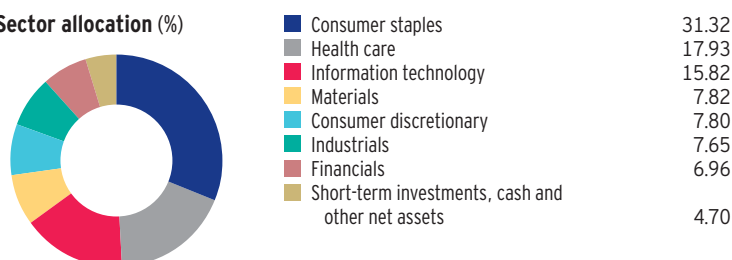 Sector allocation (%)
Consumer staples 31.32
Health care 17.93
Information technology 15.82
Materials 7.82
Consumer discretionary 7.80
Industrials 7.65
Financials 6.96
Short-term investments, cash and
other net assets 4.70